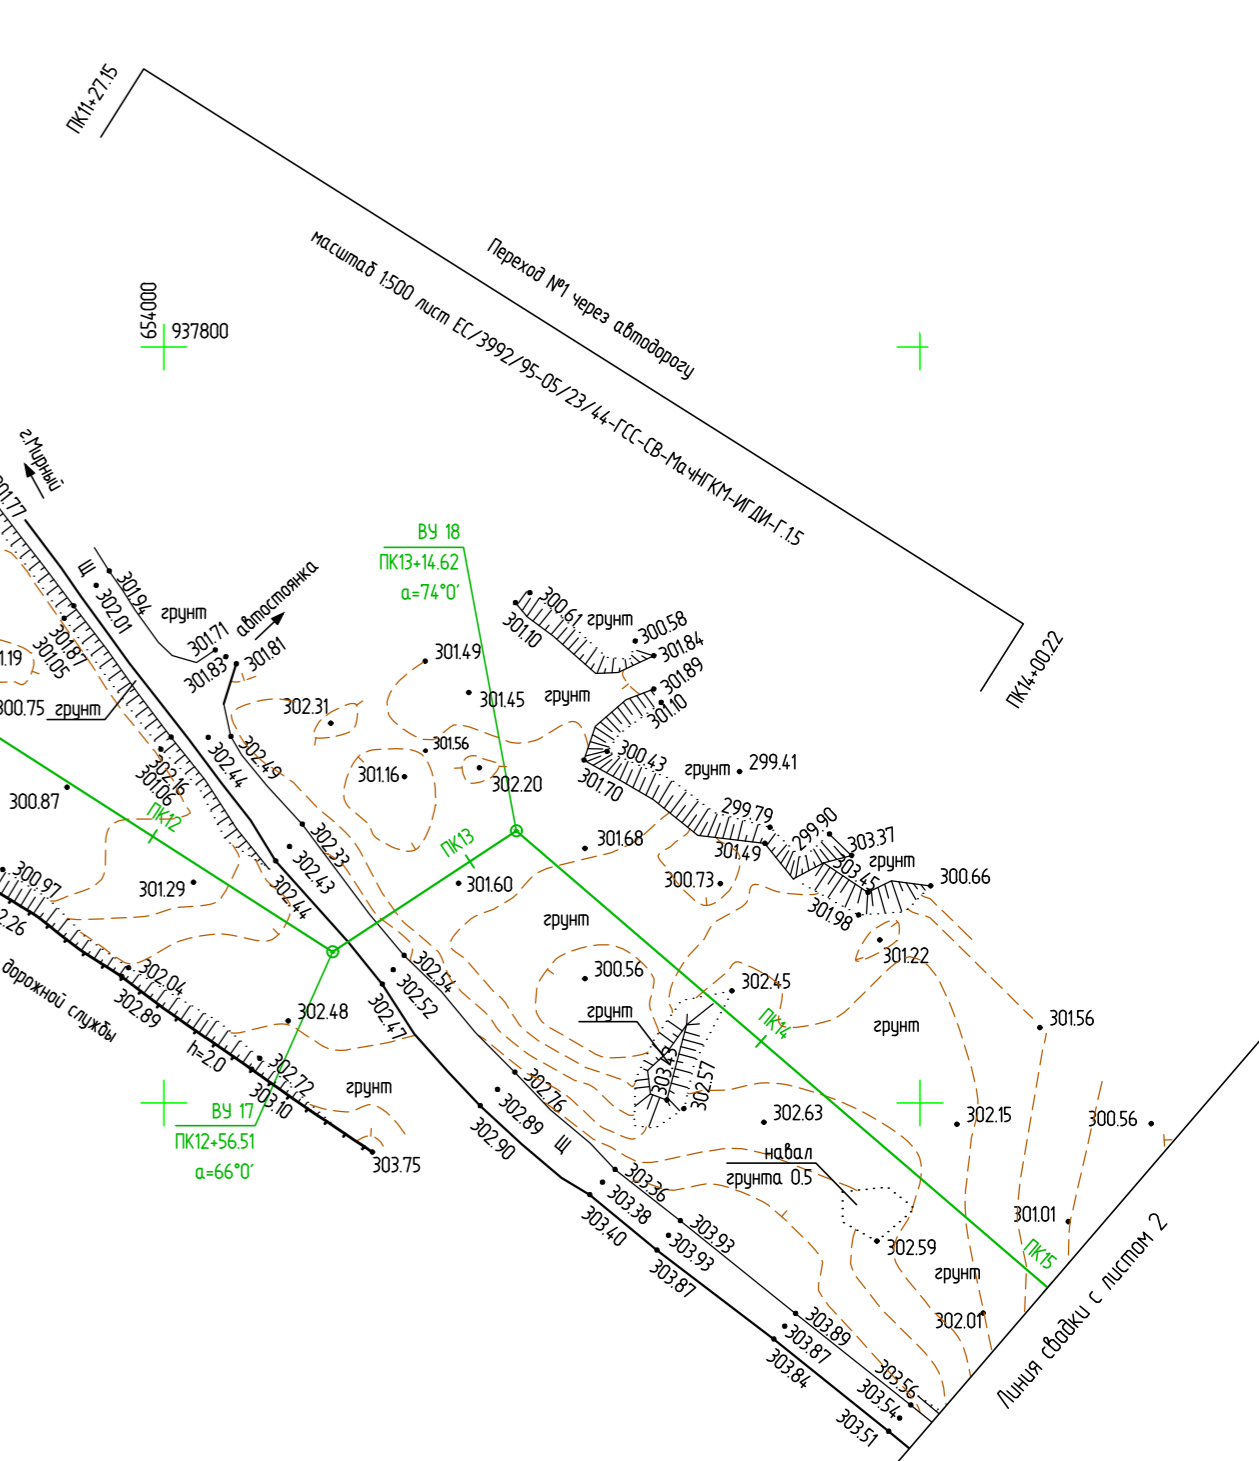 ПК11+27.15
Переход №1 через автодорогу
масштаб 1:500 лист ЕС/3992/95-05/23/44-ГСС-СВ-МачНГКМ-ИГДИ-Г.1.5
ПК14+00.22
654000
937800
г.Мирный
ВУ 18
ПК13+14.62
a=74°0'
автостоянка
Щ
302.01
301.94
грунт
301.71
301.83
301.81
301.87
301.05
300.75 грунт
302.31
301.49
301.45
301.56
301.16
302.20
300.61
грунт
301.10
300.58
301.84
301.89
301.10
грунт
300.43
301.70
грунт
299.41
299.79
299.90
303.37
грунт
301.49
303.45
300.66
301.98
301.22
302.44
302.49
302.16
301.06
300.87
ПК12
ПК13
302.33
302.43
302.44
301.68
300.73
301.60
301.29
300.97
грунт
302.04
302.89
дорожной службы
h=2.0
302.48
302.72
303.10
грунт
ВУ 17
ПК12+56.51
a=66°0'
303.75
302.54
302.52
302.47
300.56
грунт
302.45
ПК14
303.43
302.57
грунт
301.56
302.76
302.89
302.90
Щ
302.63
302.15
300.56
навал
грунта 0.5
303.36
303.38
303.40
303.93
303.93
303.87
302.59
301.01
ПК15
грунт
302.01
303.89
303.87
303.84
303.56
303.54
303.51
Линия сводки с листом 2